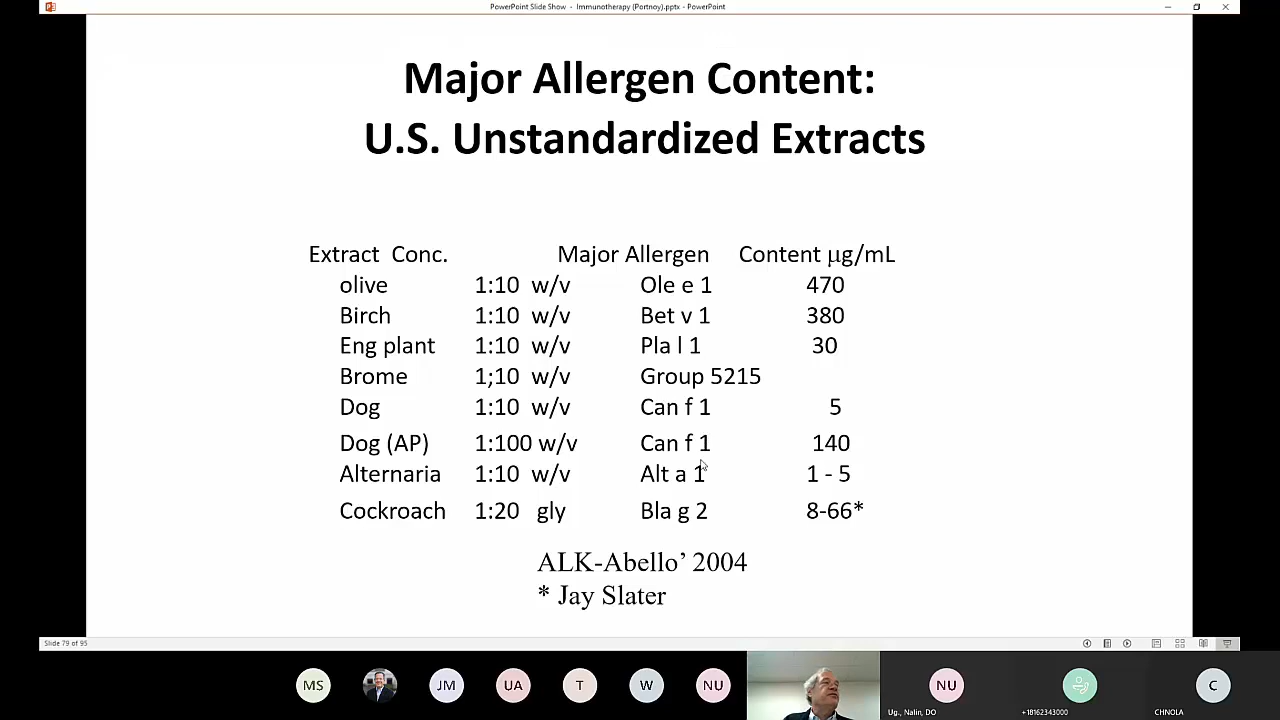 PowerPoint Slide Show - Immunotherapy (Portnoy).pptx - PowerPoint
Major Allergen Content:
U.S. Unstandardized Extracts
Extract Conc. Major Allergen Content µg/mL
olive 1:10 w/v Ole e 1 470
Birch 1:10 w/v Bet v 1 380
Eng plant 1:10 w/v Pla l 1 30
Brome 1;10 w/v Group 5215
Dog 1:10 w/v Can f 1 5
Dog (AP) 1:100 w/v Can f 1 140
Alternaria 1:10 w/v Alt a 1 1 - 5
Cockroach 1:20 gly Bla g 2 8-66*
ALK-Abello’ 2004
* Jay Slater
Slide 79 of 95
MS JM UA T W NU NU C
Ug., Nalin, DO +18162343000 CHNOLA